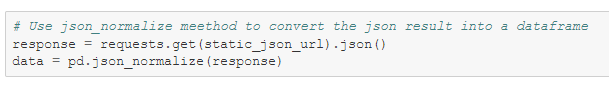 # Use json_normalize meethod to convert the json result into a dataframe
response = requests.get(static_json_url).json()
data = pd.json_normalize(response)